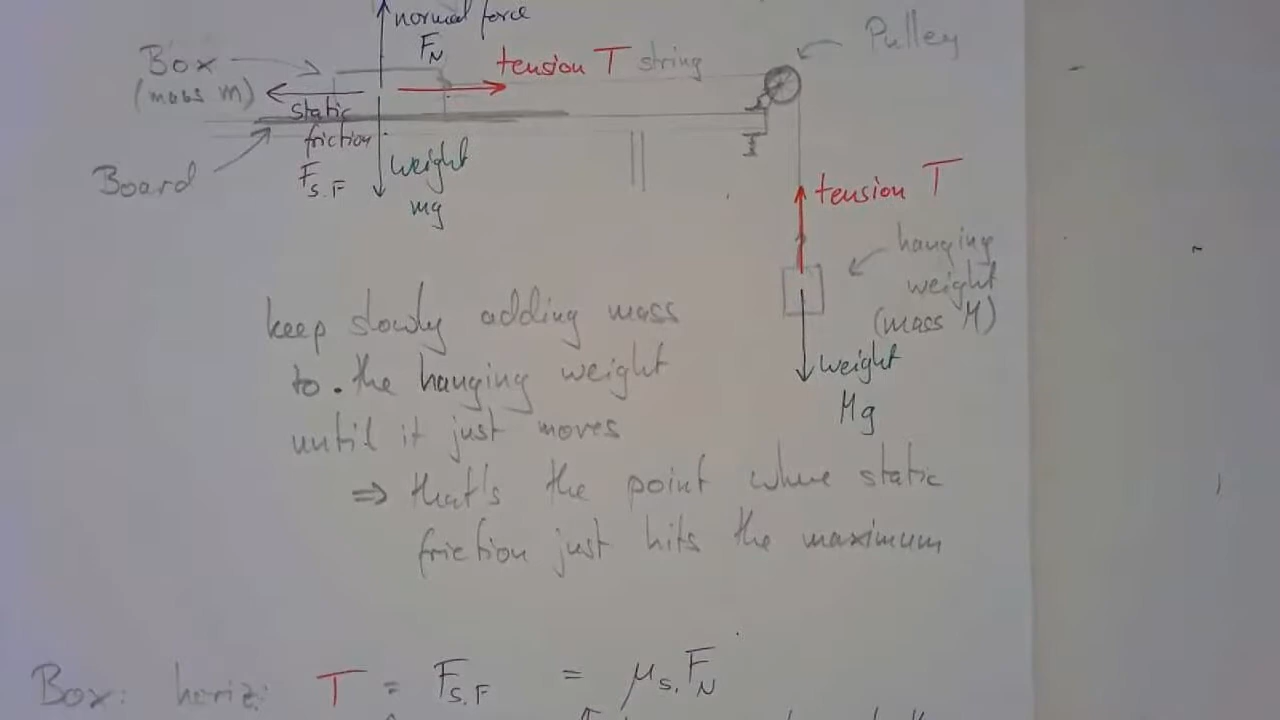 normal force
F_N
Pulley
Box
(mass m)
tension T string
static
friction
F_S.F
Board
weight
mg
tension T
hanging
weight
(mass M)
keep slowly adding mass
to the hanging weight
until it just moves
weight
Mg
⇒ that's the point where static
friction just hits the maximum
Box: horiz: T = F_S.F = μ_s. F_N